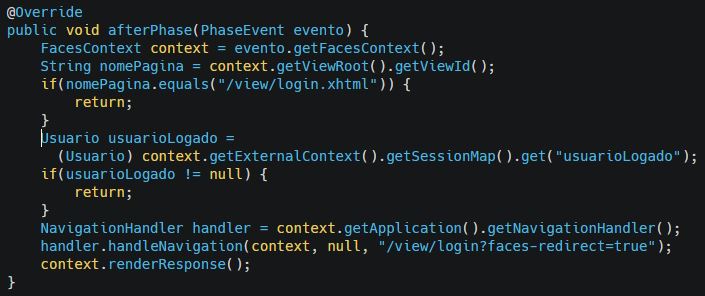 @Override
public void afterPhase(PhaseEvent evento) {
    FacesContext context = evento.getFacesContext();
    String nomePagina = context.getViewRoot().getViewId();
    if(nomePagina.equals("/view/login.xhtml")) {
        return;
    }
    Usuario usuarioLogado =
      (Usuario) context.getExternalContext().getSessionMap().get("usuarioLogado");
    if(usuarioLogado != null) {
        return;
    }
    NavigationHandler handler = context.getApplication().getNavigationHandler();
    handler.handleNavigation(context, null, "/view/login?faces-redirect=true");
    context.renderResponse();
}